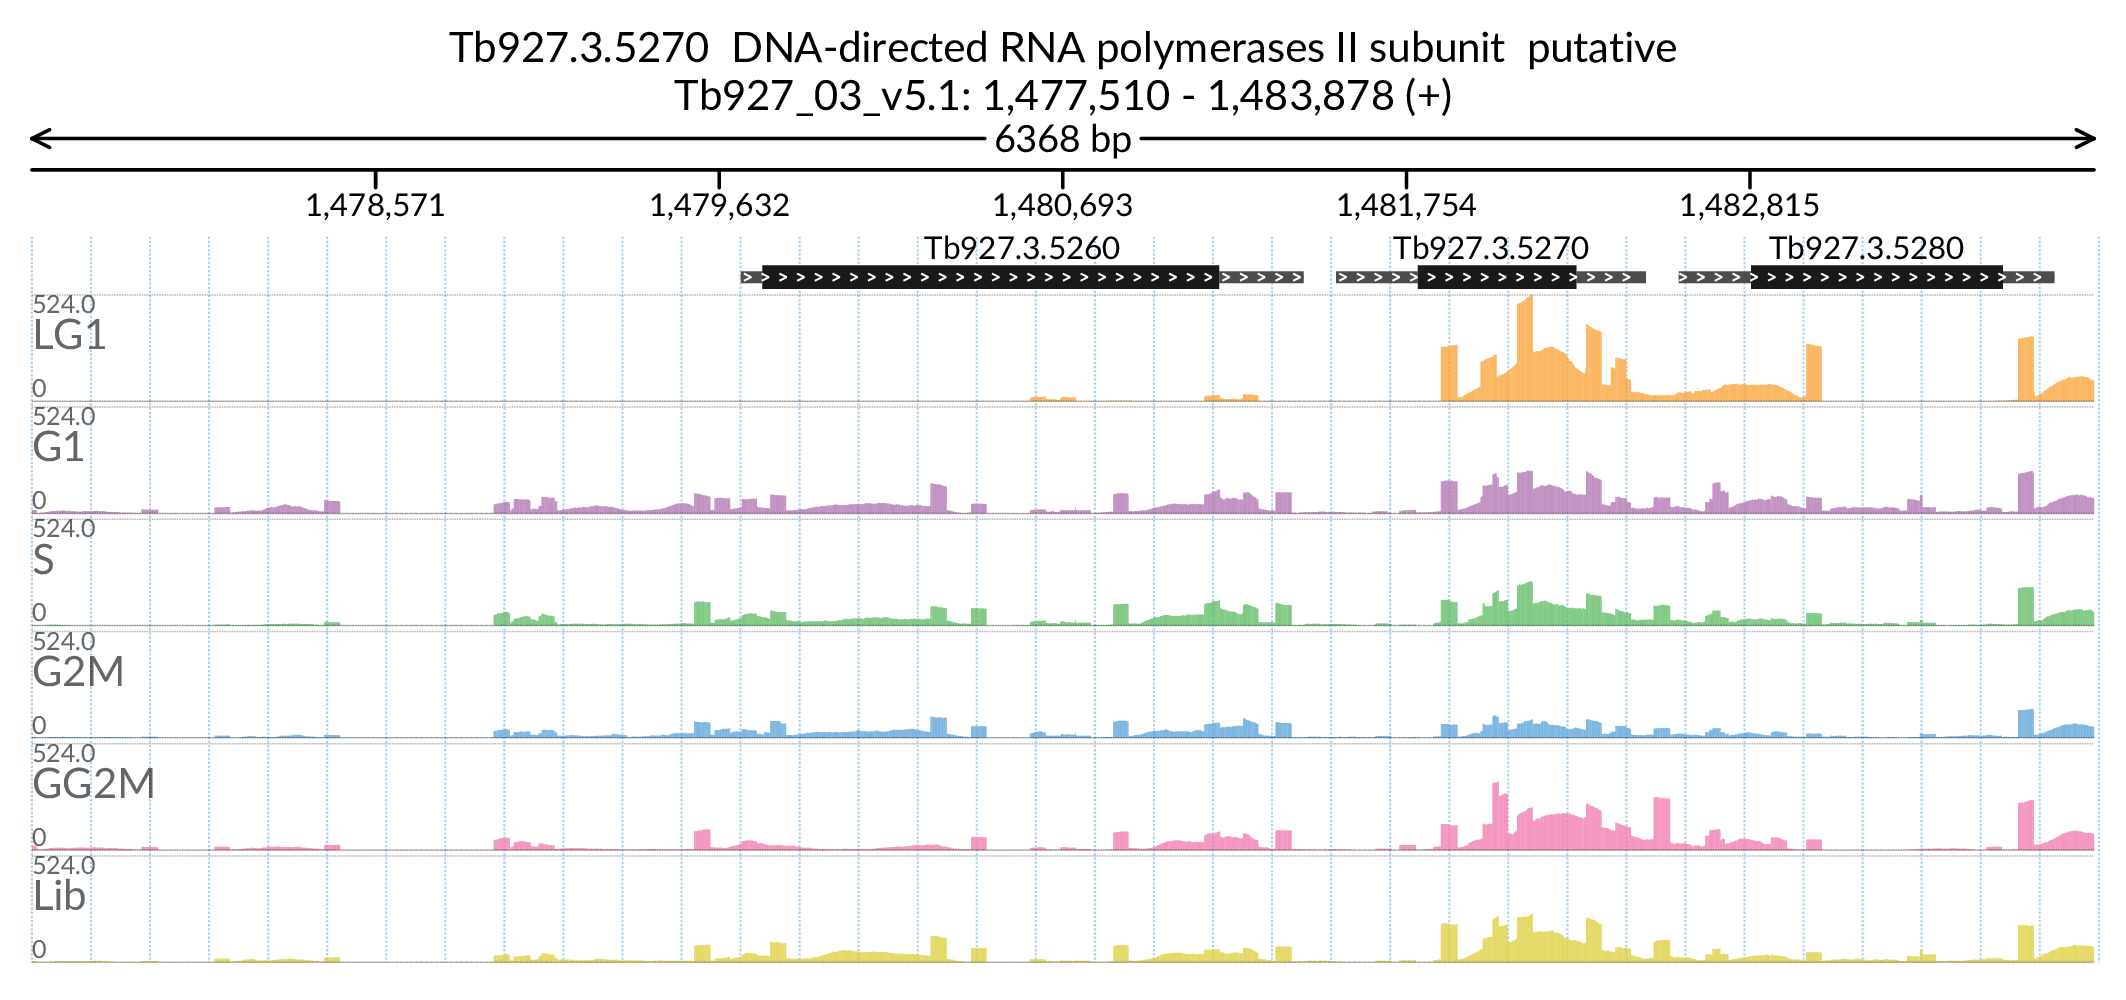 Tb927.3.5270 DNA-directed RNA polymerases II subunit putative
Tb927_03_v5.1: 1,477,510 - 1,483,878 (+)
6368 bp
1,478,571 1,479,632 1,480,693 1,481,754 1,482,815
Tb927.3.5260 Tb927.3.5270 Tb927.3.5280
524.0
LG1
0
524.0
G1
0
524.0
S
0
524.0
G2M
0
524.0
GG2M
0
524.0
Lib
0